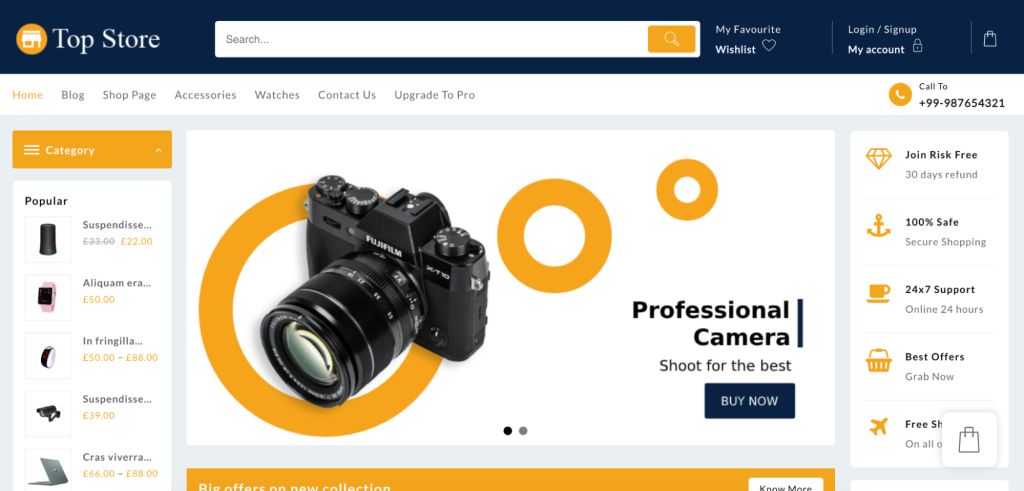 Top Store
Search...
My Favourite
Wishlist
Login / Signup
My account
Home
Blog
Shop Page
Accessories
Watches
Contact Us
Upgrade To Pro
Call To
+99-987654321
Category
Popular
Suspendisse...
£33.00 £22.00
Aliquam era...
£50.00
In fringilla...
£50.00 – £88.00
Suspendisse...
£39.00
Cras viverra...
£66.00 – £88.00
FUJIFILM
X-T10
Professional
Camera
Shoot for the best
BUY NOW
Join Risk Free
30 days refund
100% Safe
Secure Shopping
24x7 Support
Online 24 hours
Best Offers
Grab Now
Free Sh
On all o
Big offers on new collection
Know More